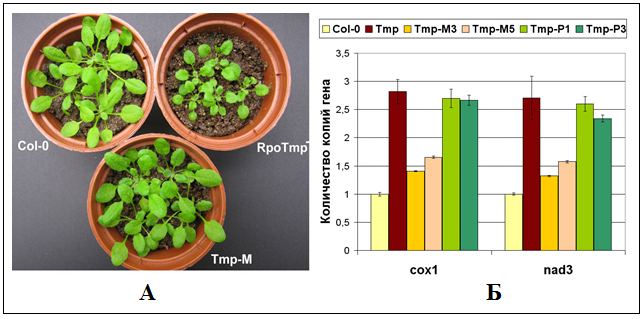 Col-0
RpoTmp
Tmp-M
А
Col-0 Tmp Tmp-M3 Tmp-M5 Tmp-P1 Tmp-P3
Количество копий гена
3,5
3
2,5
2
1,5
1
0,5
0
cox1 nad3
Б